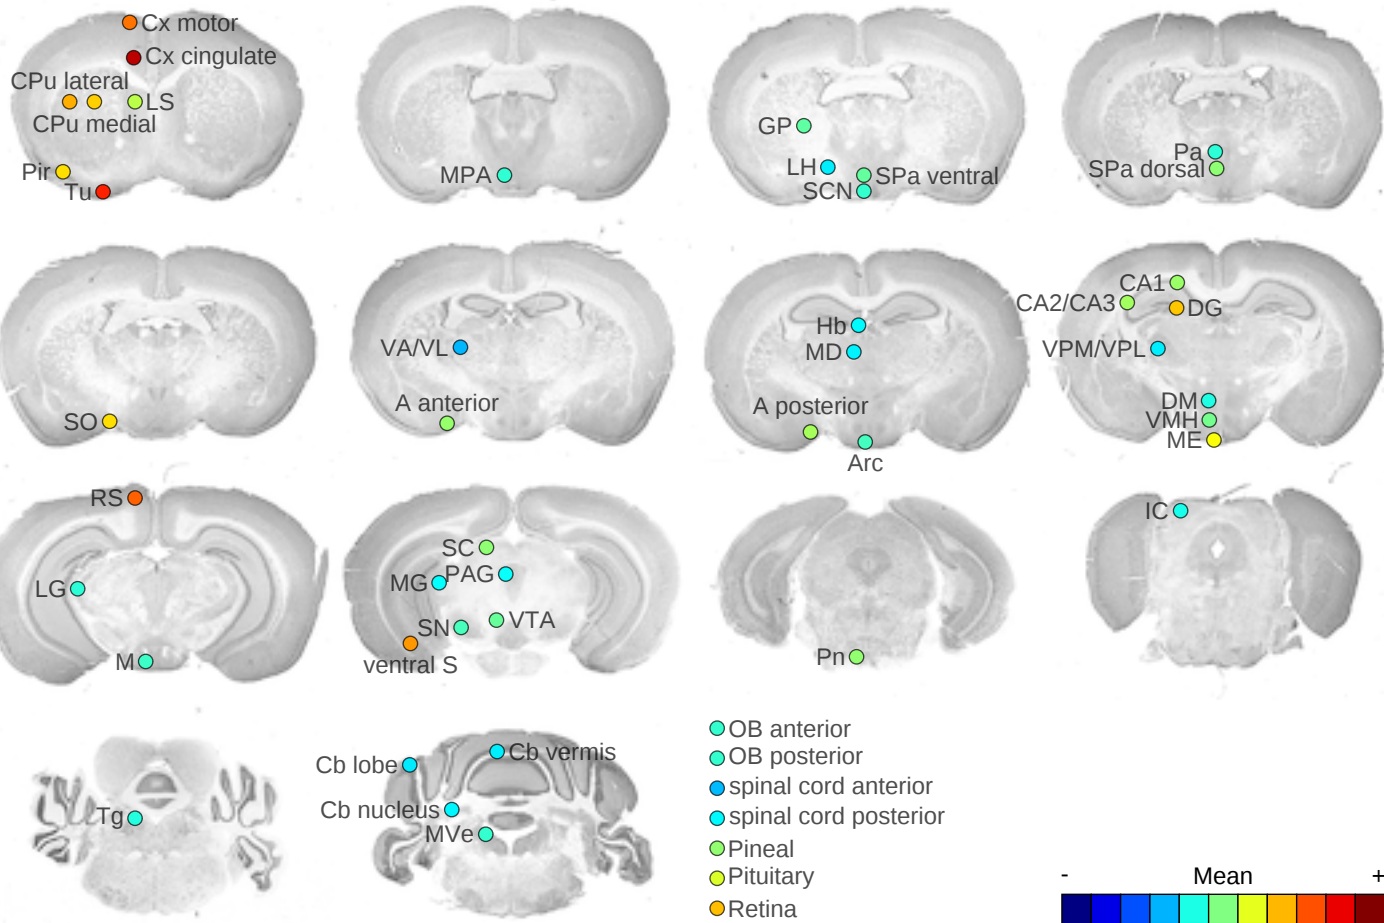 Cx motor
Cx cingulate
CPu lateral
LS
CPu medial
Pir
Tu
MPA
GP
LH
SPa ventral
SCN
Pa
SPa dorsal
SO
VA/VL
A anterior
Hb
MD
A posterior
Arc
CA1
CA2/CA3
DG
VPM/VPL
DM
VMH
ME
RS
LG
M
SC
MG
PAG
SN
VTA
ventral S
Pn
IC
Tg
Cb lobe
Cb vermis
Cb nucleus
MVe
OB anterior
OB posterior
spinal cord anterior
spinal cord posterior
Pineal
Pituitary
Retina
- Mean +